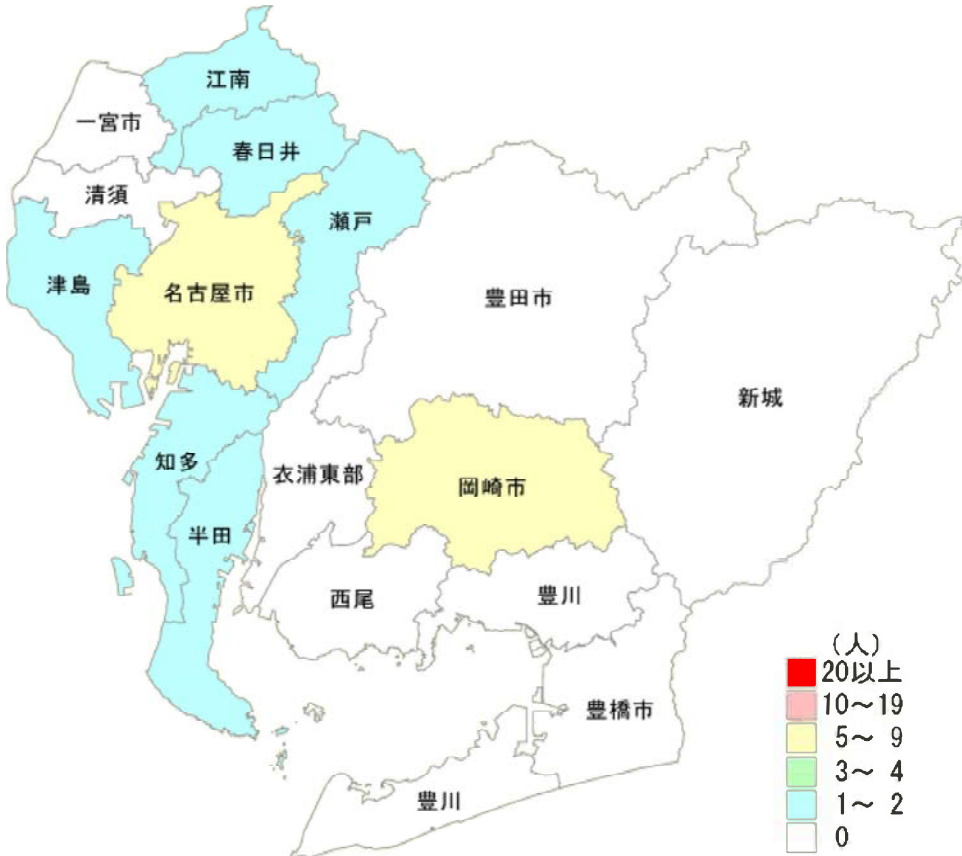 江南
一宮市
春日井
清須
瀬戸
津島
名古屋市
豊田市
新城
知多
衣浦東部
岡崎市
半田
西尾
豊川
豊橋市
豊川
(人)
20以上
10～19
5～ 9
3～ 4
1～ 2
0